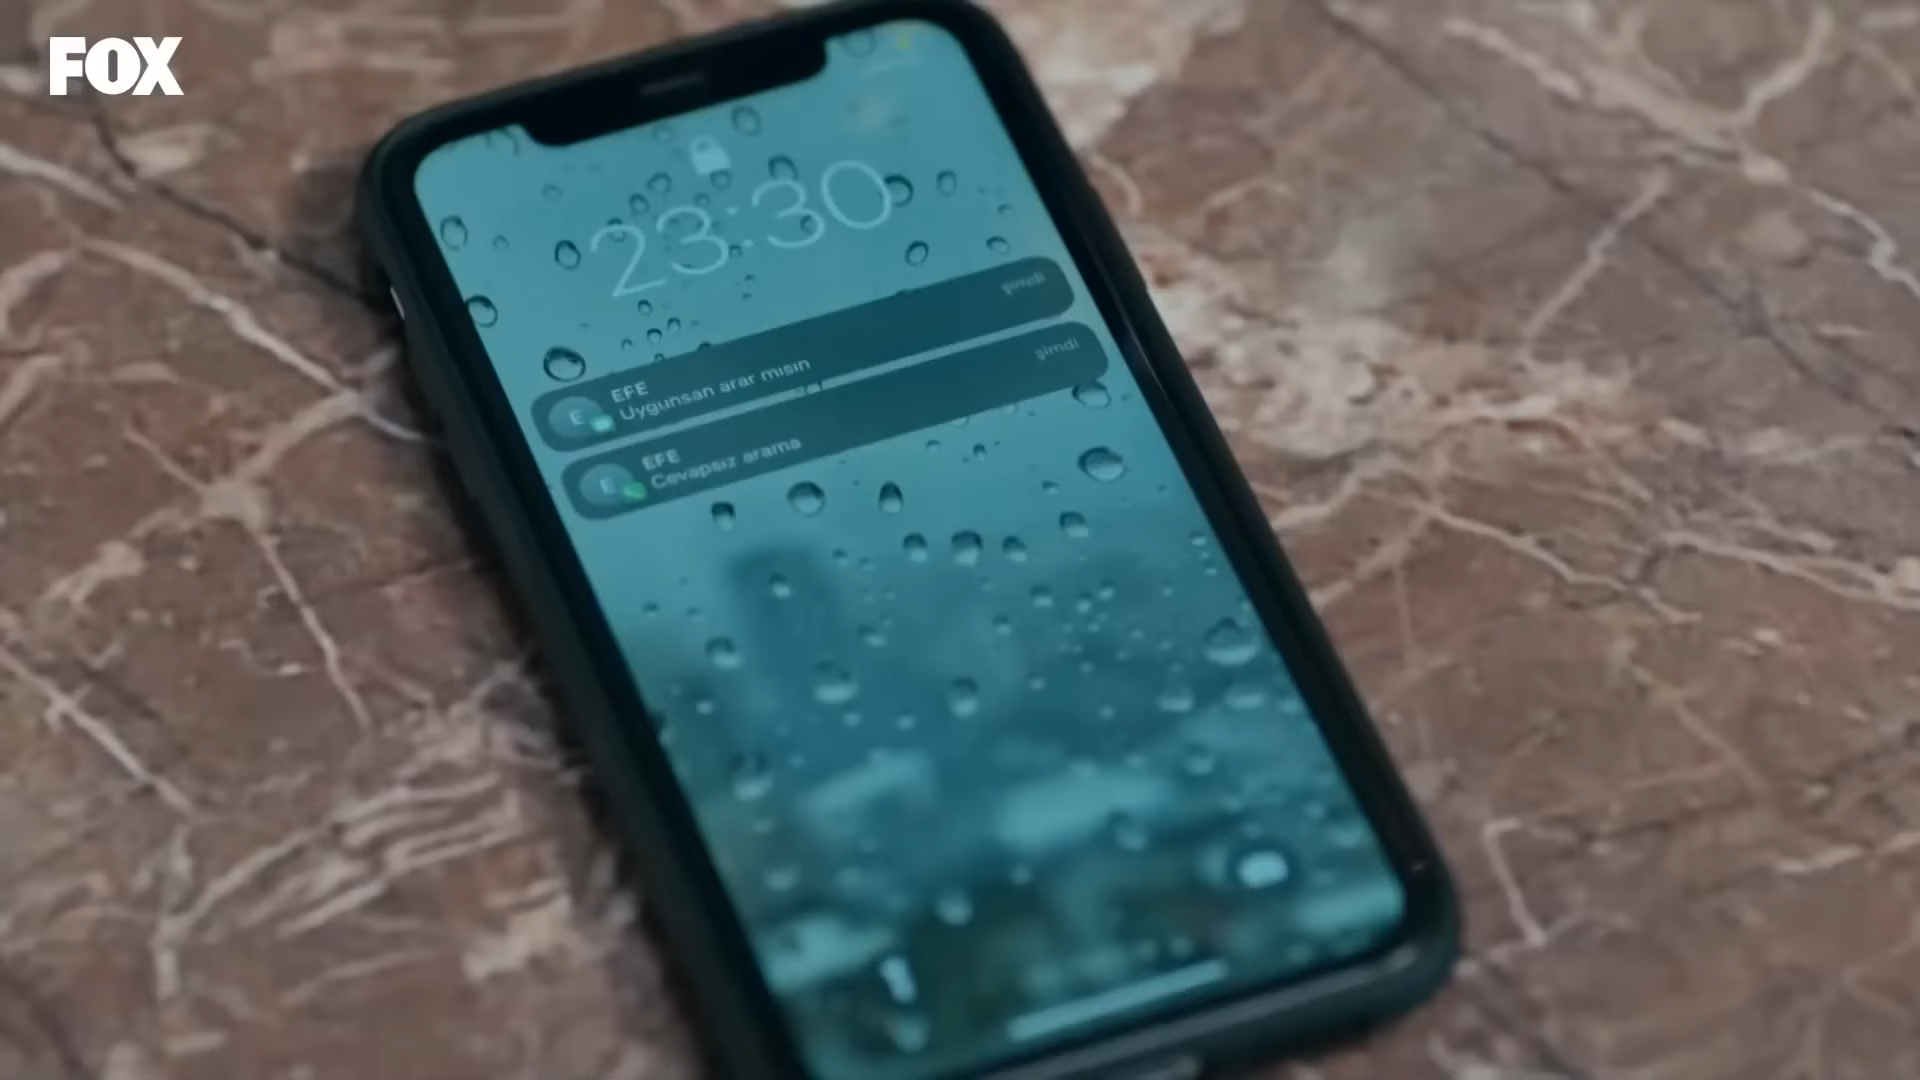 FOX
23:30
şimdi
EFE
Uygunsan arar mısın
şimdi
EFE
Cevapsız arama
E
E